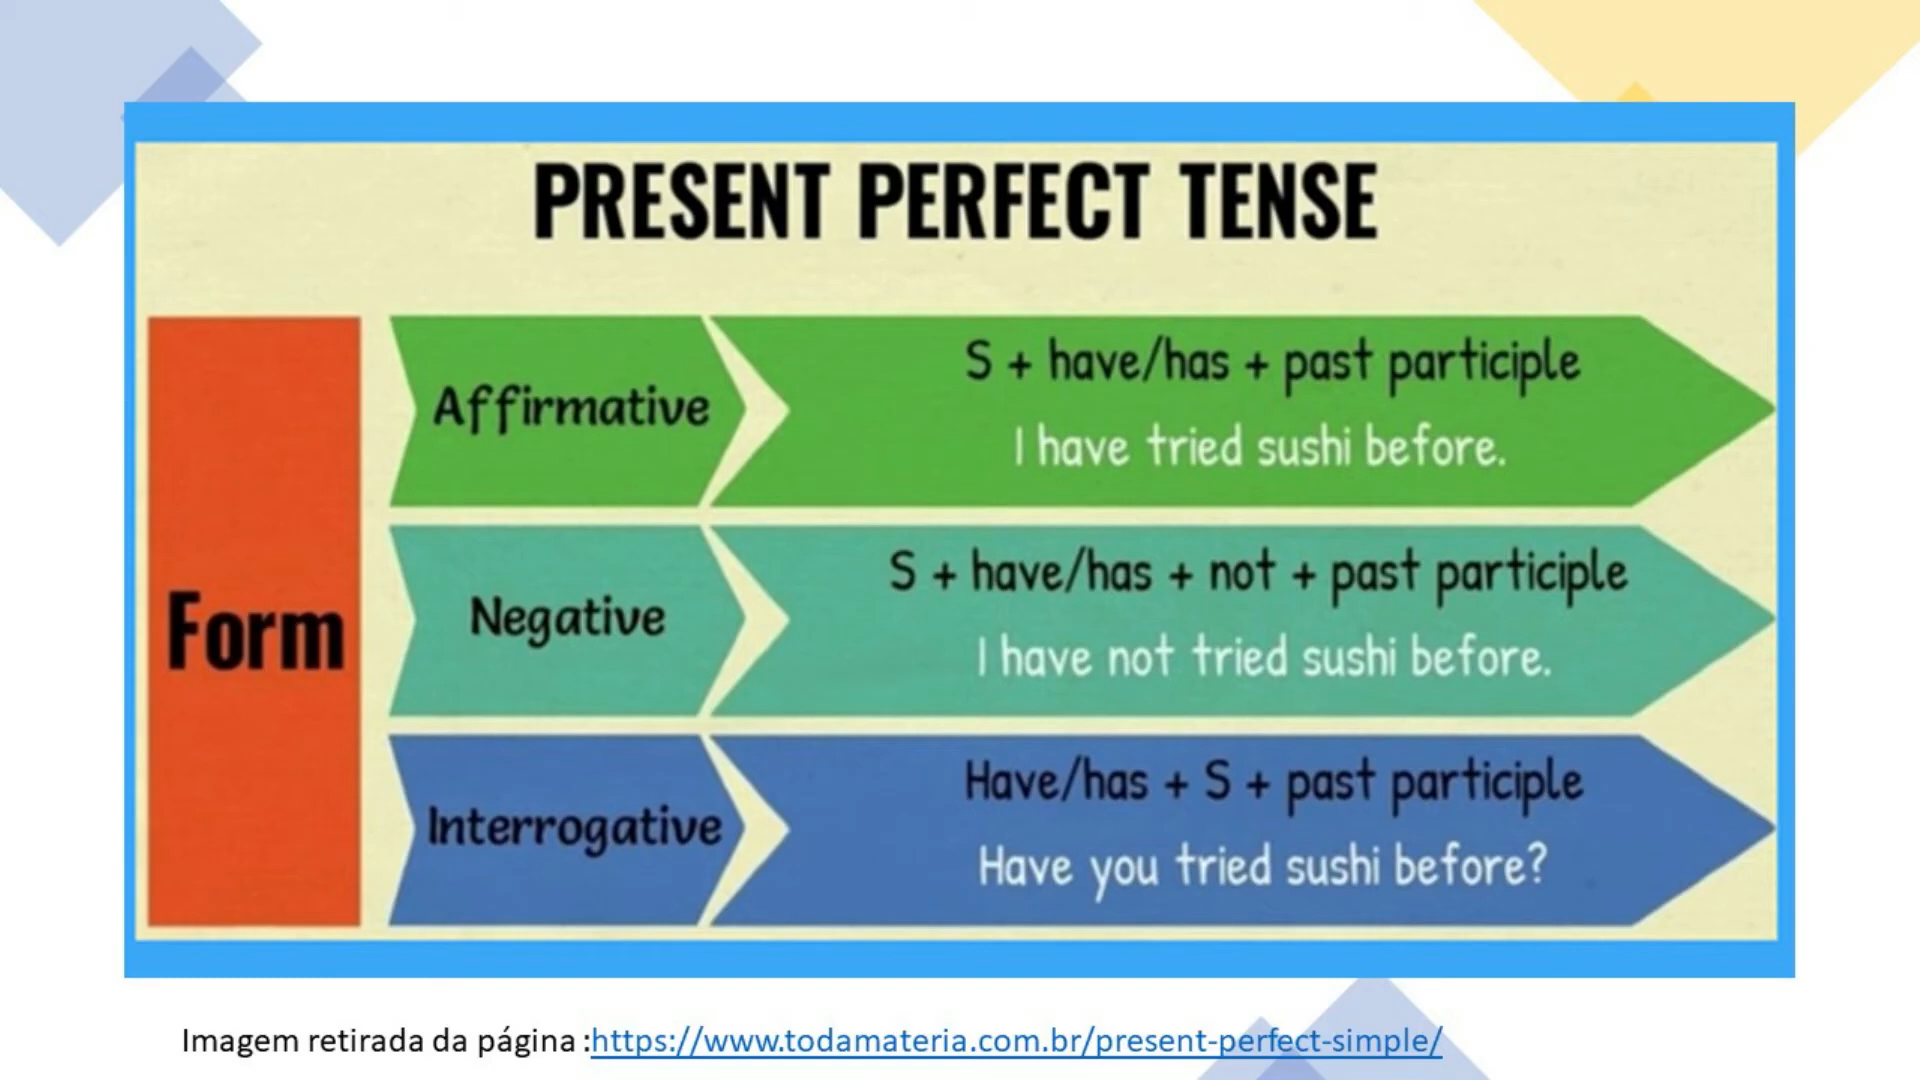 PRESENT PERFECT TENSE
Form
Affirmative
S + have/has + past participle
I have tried sushi before.
Negative
S + have/has + not + past participle
I have not tried sushi before.
Interrogative
Have/has + S + past participle
Have you tried sushi before?
Imagem retirada da página :https://www.todamateria.com.br/present-perfect-simple/